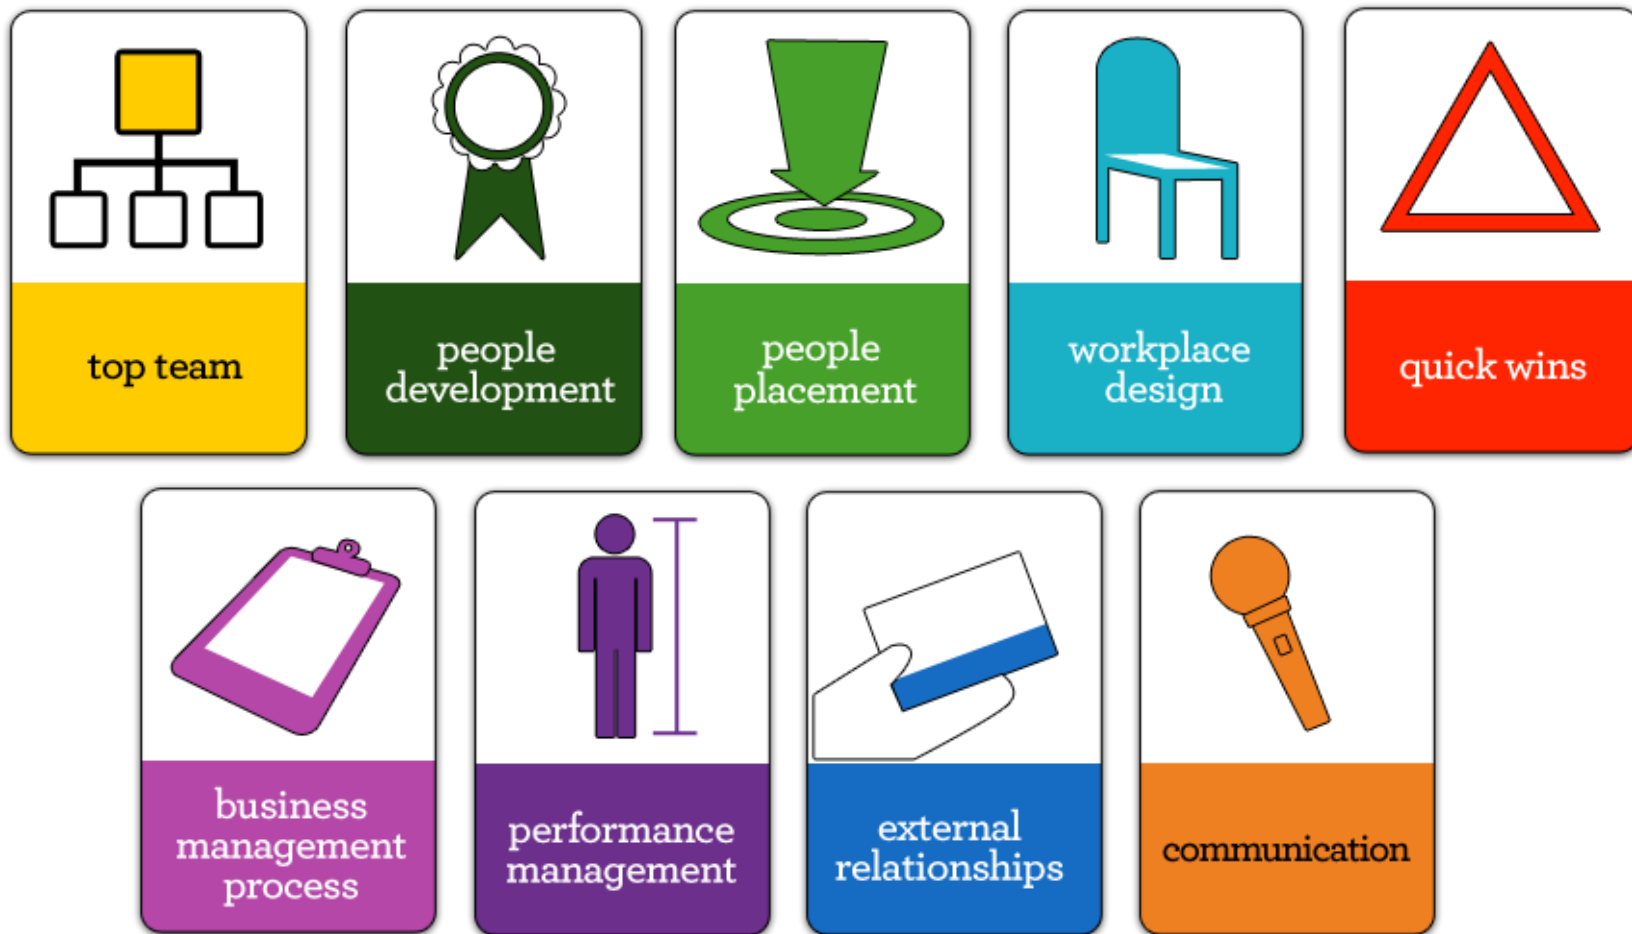 top team
people
development
people
placement
workplace
design
quick wins
business
management
process
performance
management
external
relationships
communication